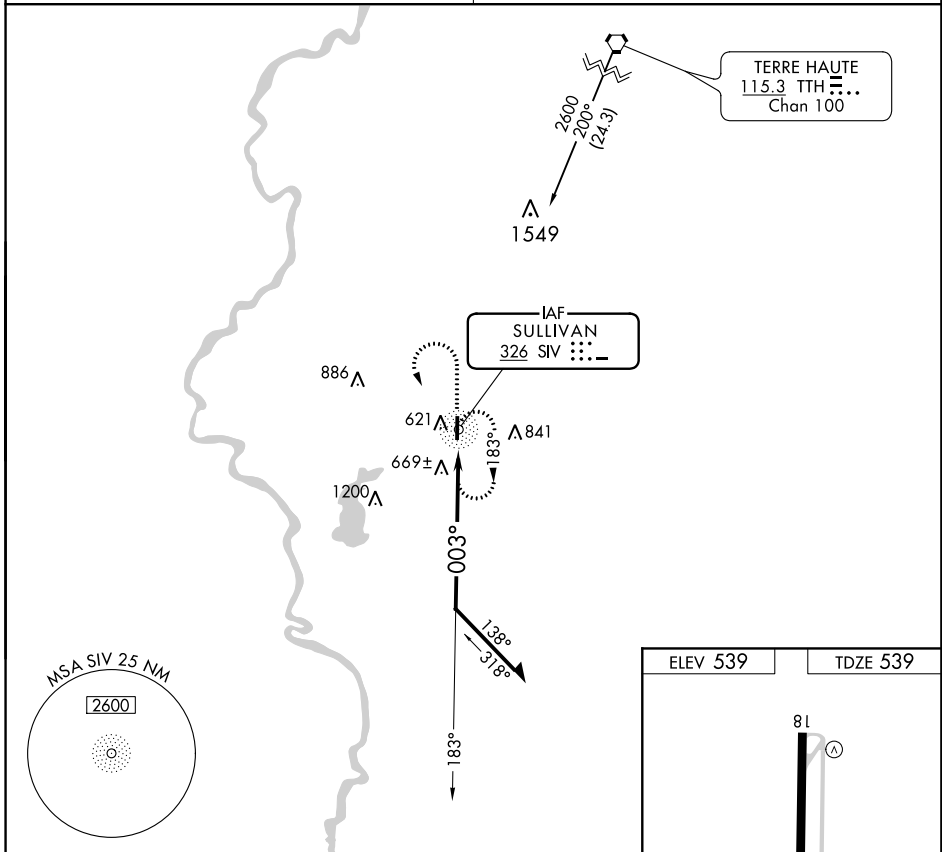 TERRE HAUTE
115.3 TTH
Chan 100
2600
200°
(24.3)
1549
IAF
SULLIVAN
326 SIV
886
621
841
183°
669±
1200
003°
138°
318°
183°
MSA SIV 25 NM
2600
ELEV 539
TDZE 539
18